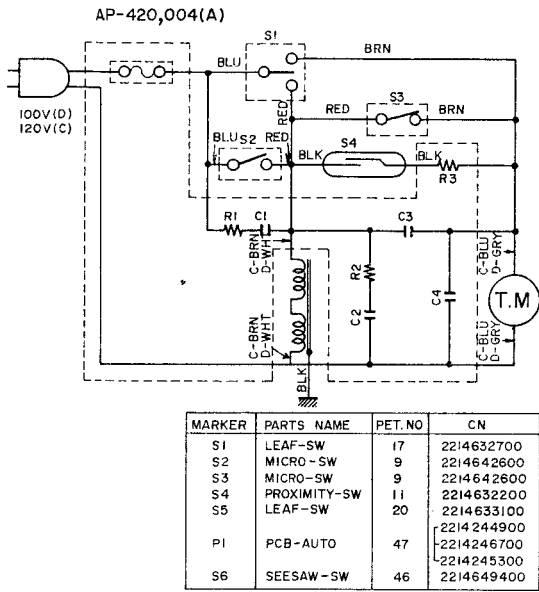 AP-420,004(A)
S1
BRN
BLU
100V(D)
120V(C)
RED
S3
RED
BRN
BLU
S2
RED
BLK
S4
BLK
R3
R1
C1
C3
C-BRN
D-WHT
R2
C-BLU
D-GRY
T.M
C4
C2
C-BRN
D-WHT
C-BLU
D-GRY
BLK
MARKER PARTS NAME PET.NO CN
S1 LEAF-SW 17 2214632700
S2 MICRO-SW 9 2214642600
S3 MICRO-SW 9 2214642600
S4 PROXIMITY-SW 11 2214632200
S5 LEAF-SW 20 2214633100
2214244900
P1 PCB-AUTO 47 2214246700
2214245300
S6 SEESAW-SW 46 2214649400